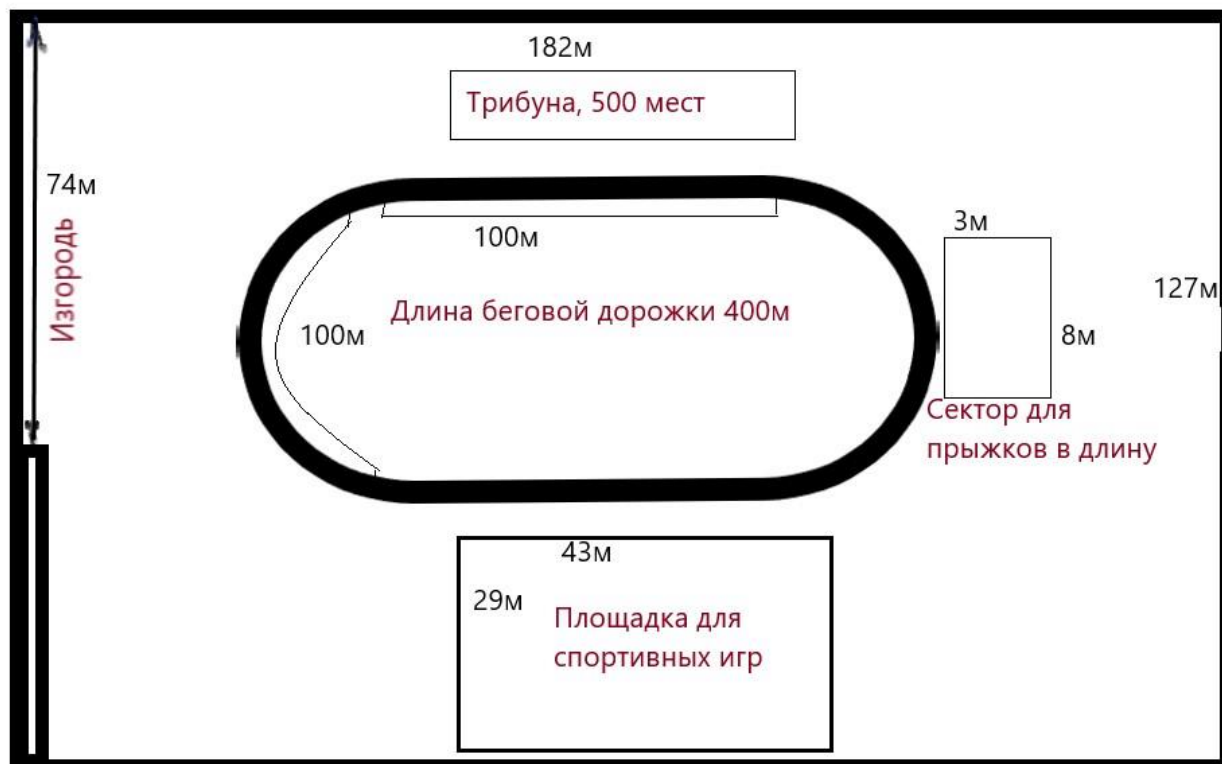 182м
Трибуна, 500 мест
74м
Изгородь
100м
3м
Длина беговой дорожки 400м
100м
127м
8м
Сектор для
прыжков в длину
43м
29м
Площадка для
спортивных игр